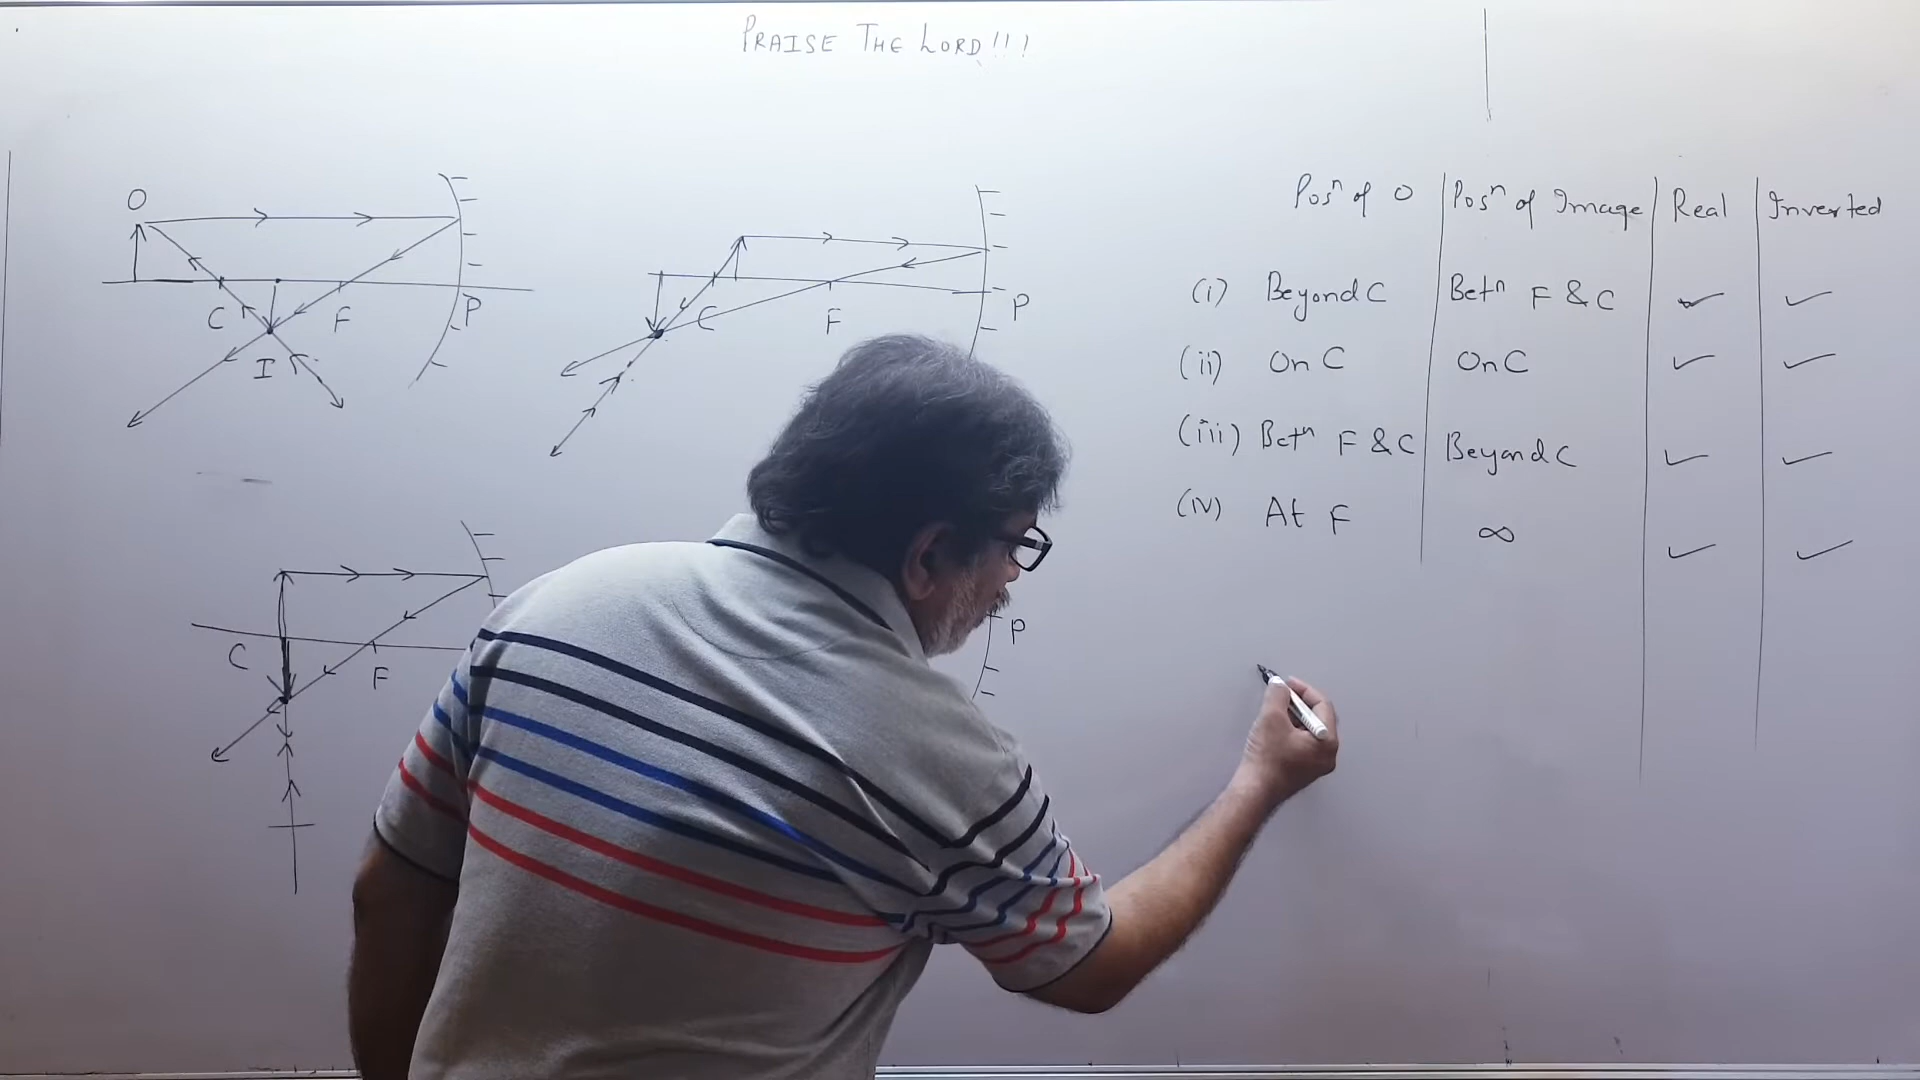 PRAISE THE LORD!!!
O
C
F
I
P
C
F
P
C
F
P
Posⁿ of O Posⁿ of Image Real Inverted
(i) Beyond C Betⁿ F & C ✓ ✓
(ii) On C On C ✓ ✓
(iii) Betⁿ F & C Beyond C ✓ ✓
(iv) At F ∞ ✓ ✓